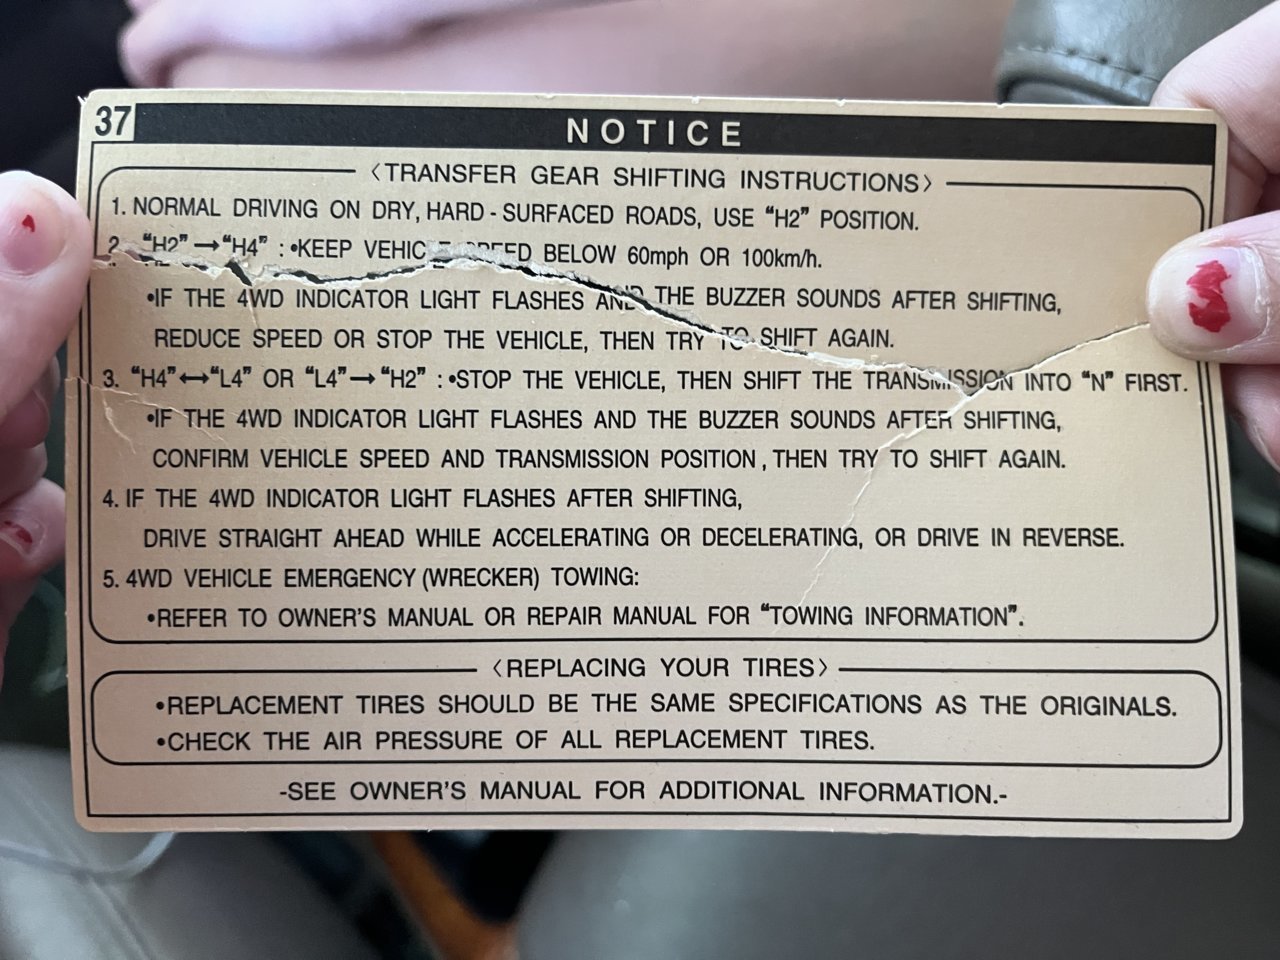 37
NOTICE
〈TRANSFER GEAR SHIFTING INSTRUCTIONS〉
1. NORMAL DRIVING ON DRY, HARD-SURFACED ROADS, USE “H2” POSITION.
2. “H2” → “H4” : •KEEP VEHICLE SPEED BELOW 60mph OR 100km/h.
•IF THE 4WD INDICATOR LIGHT FLASHES AND THE BUZZER SOUNDS AFTER SHIFTING,
REDUCE SPEED OR STOP THE VEHICLE, THEN TRY TO SHIFT AGAIN.
3. “H4”↔“L4” OR “L4”→“H2” : •STOP THE VEHICLE, THEN SHIFT THE TRANSMISSION INTO “N” FIRST.
•IF THE 4WD INDICATOR LIGHT FLASHES AND THE BUZZER SOUNDS AFTER SHIFTING,
CONFIRM VEHICLE SPEED AND TRANSMISSION POSITION, THEN TRY TO SHIFT AGAIN.
4. IF THE 4WD INDICATOR LIGHT FLASHES AFTER SHIFTING,
DRIVE STRAIGHT AHEAD WHILE ACCELERATING OR DECELERATING, OR DRIVE IN REVERSE.
5. 4WD VEHICLE EMERGENCY (WRECKER) TOWING:
•REFER TO OWNER'S MANUAL OR REPAIR MANUAL FOR “TOWING INFORMATION”.
〈REPLACING YOUR TIRES〉
•REPLACEMENT TIRES SHOULD BE THE SAME SPECIFICATIONS AS THE ORIGINALS.
•CHECK THE AIR PRESSURE OF ALL REPLACEMENT TIRES.
-SEE OWNER'S MANUAL FOR ADDITIONAL INFORMATION.-